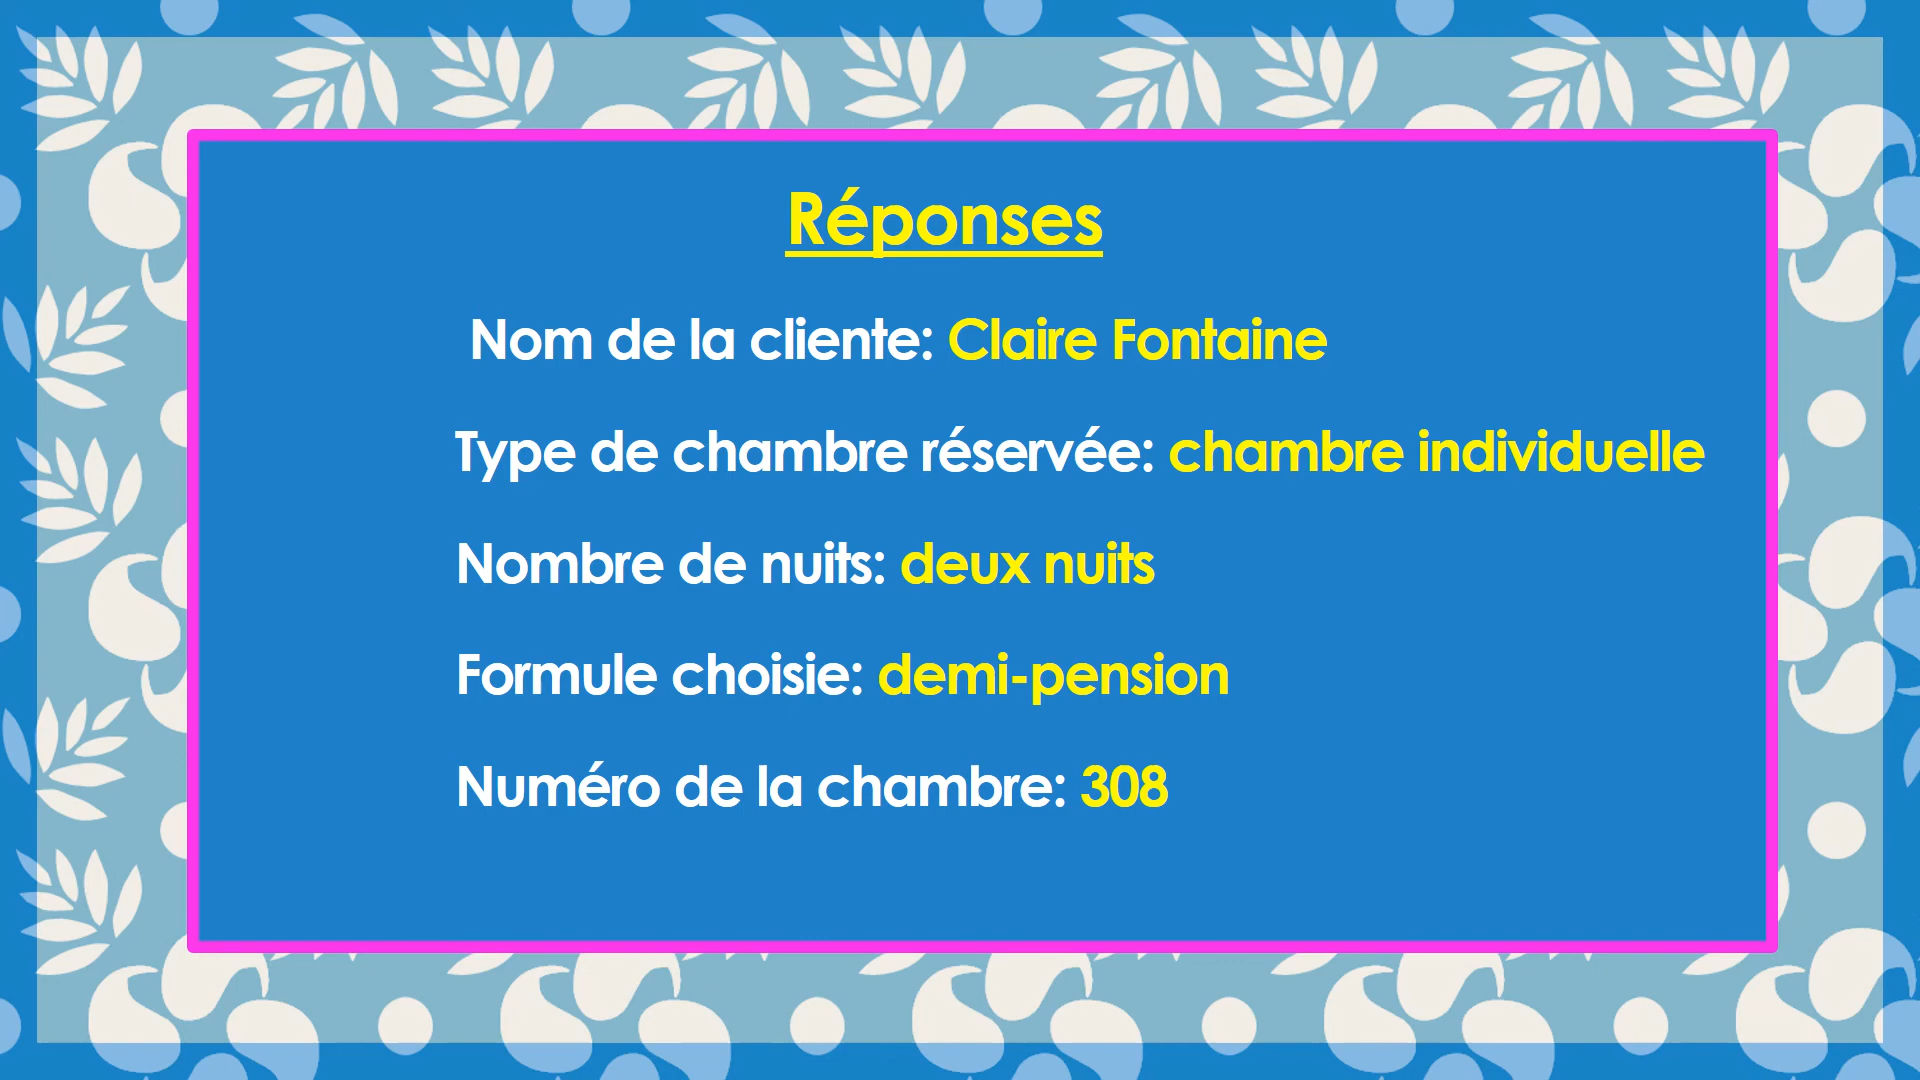 Réponses
Nom de la cliente: Claire Fontaine
Type de chambre réservée: chambre individuelle
Nombre de nuits: deux nuits
Formule choisie: demi-pension
Numéro de la chambre: 308